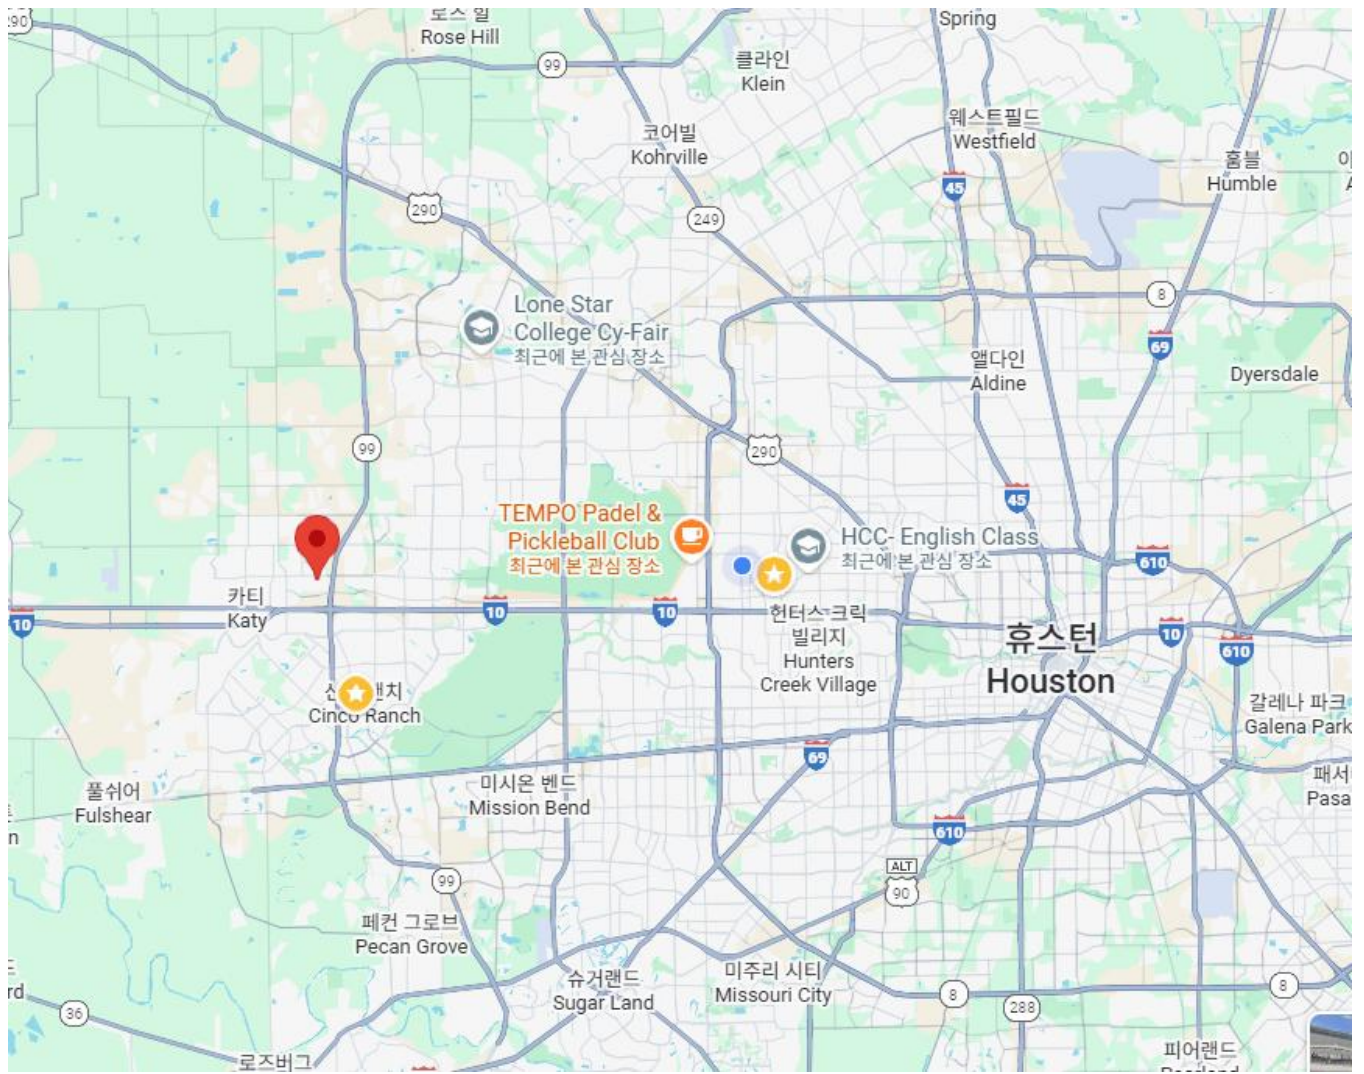 290
로즈 힐
Rose Hill
Spring
99
클라인
Klein
코어빌
Kohrville
웨스트필드
Westfield
45
훔블
Humble
290
249
8
Lone Star
College Cy-Fair
최근에 본 관심 장소
69
앨다인
Aldine
Dyersdale
99
290
45
TEMPO Padel &
Pickleball Club
최근에 본 관심 장소
HCC- English Class
최근에 본 관심 장소
610
카티
Katy
10
10
10
헌터스 크릭
빌리지
Hunters
Creek Village
휴스턴
Houston
10
610
Cinco Ranch
갈레나 파크
Galena Park
69
풀쉬어
Fulshear
미시온 벤드
Mission Bend
610
99
ALT
90
페컨 그로브
Pecan Grove
슈거랜드
Sugar Land
미주리 시티
Missouri City
8
288
8
36
로즈버그
피어랜드